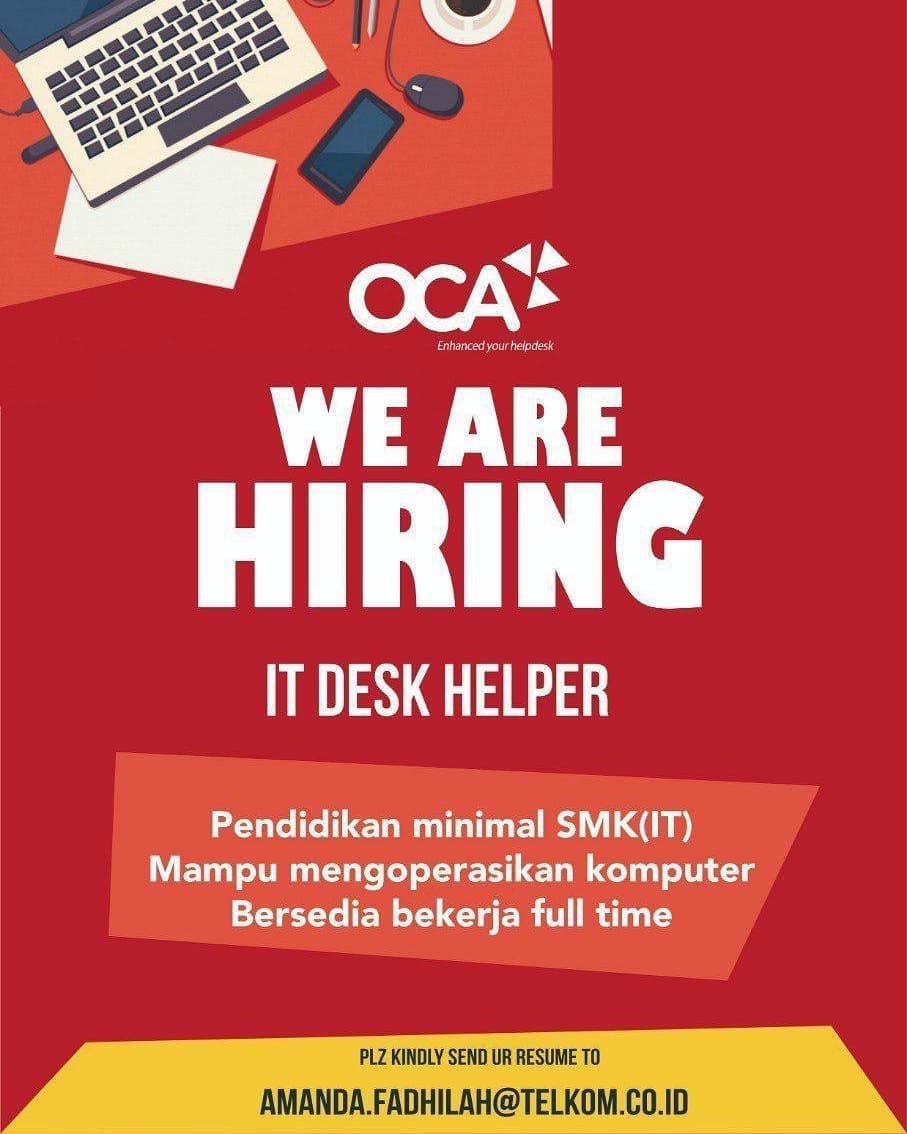 OCA
Enhanced your helpdesk
WE ARE
HIRING
IT DESK HELPER
Pendidikan minimal SMK(IT)
Mampu mengoperasikan komputer
Bersedia bekerja full time
PLZ KINDLY SEND UR RESUME TO
AMANDA.FADHILAH@TELKOM.CO.ID